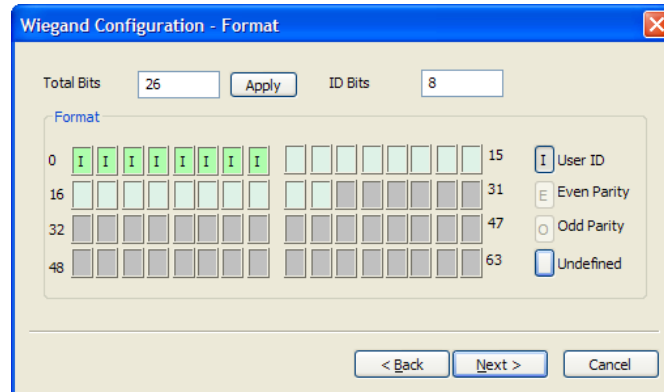 Wiegand Configuration - Format
Total Bits 26 Apply ID Bits 8
Format
0 I I I I I I I I 15 I User ID
16 31 E Even Parity
32 47 O Odd Parity
48 63 Undefined
< Back Next > Cancel